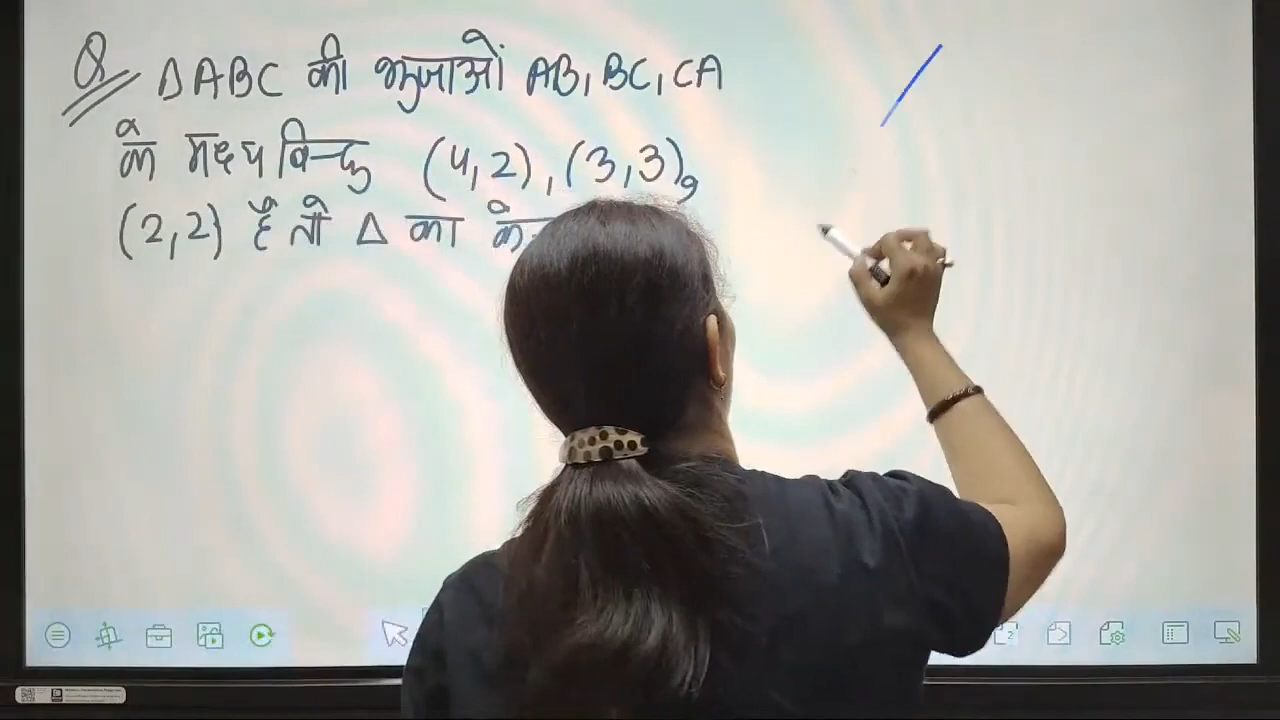 Q ΔABC की भुजाओं AB, BC, CA
के मध्य बिन्दु (4,2), (3,3),
(2,2) है तो Δ का